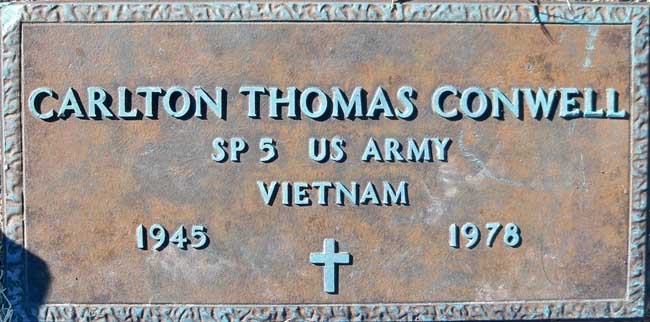 CARLTON THOMAS CONWELL
SP 5 US ARMY
VIETNAM
1945 1978